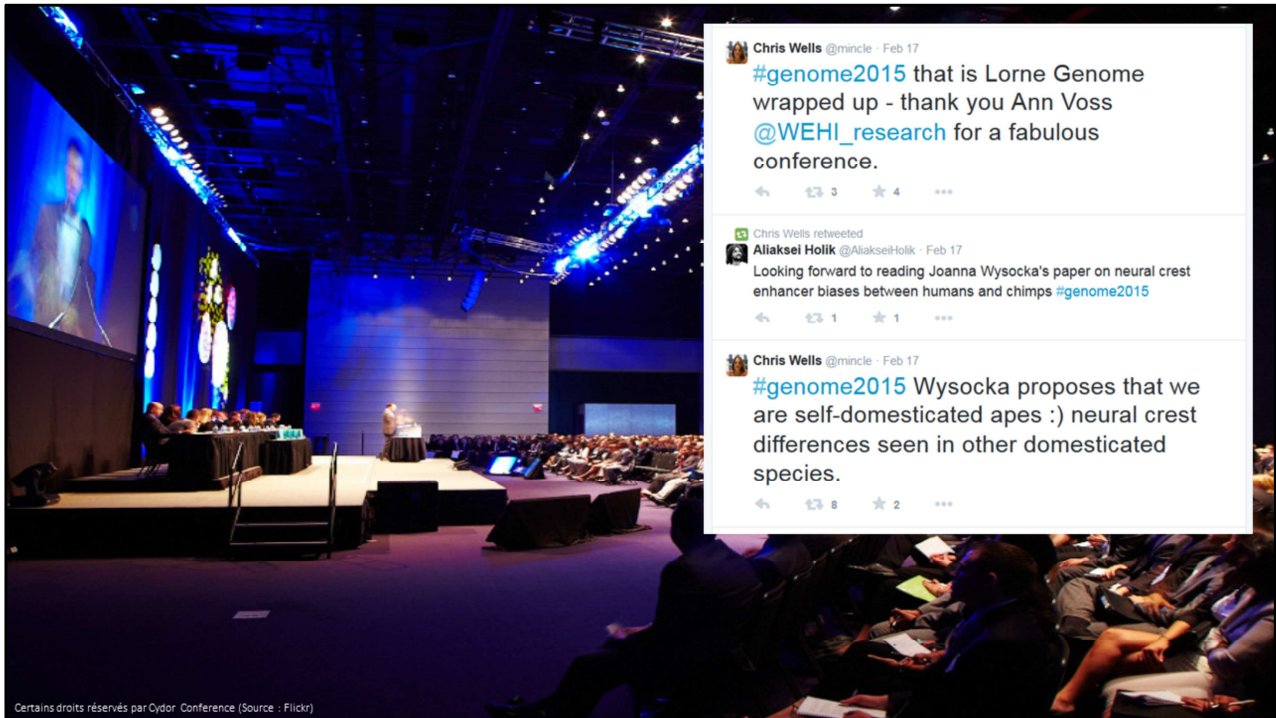 Chris Wells @mincle · Feb 17
#genome2015 that is Lorne Genome
wrapped up - thank you Ann Voss
@WEHI_research for a fabulous
conference.
3 4
Chris Wells retweeted
Aliaksei Holik @AliakseiHolik · Feb 17
Looking forward to reading Joanna Wysocka's paper on neural crest
enhancer biases between humans and chimps #genome2015
1 1
Chris Wells @mincle · Feb 17
#genome2015 Wysocka proposes that we
are self-domesticated apes :) neural crest
differences seen in other domesticated
species.
8 2
Certains droits réservés par Cydor Conference (Source : Flickr)